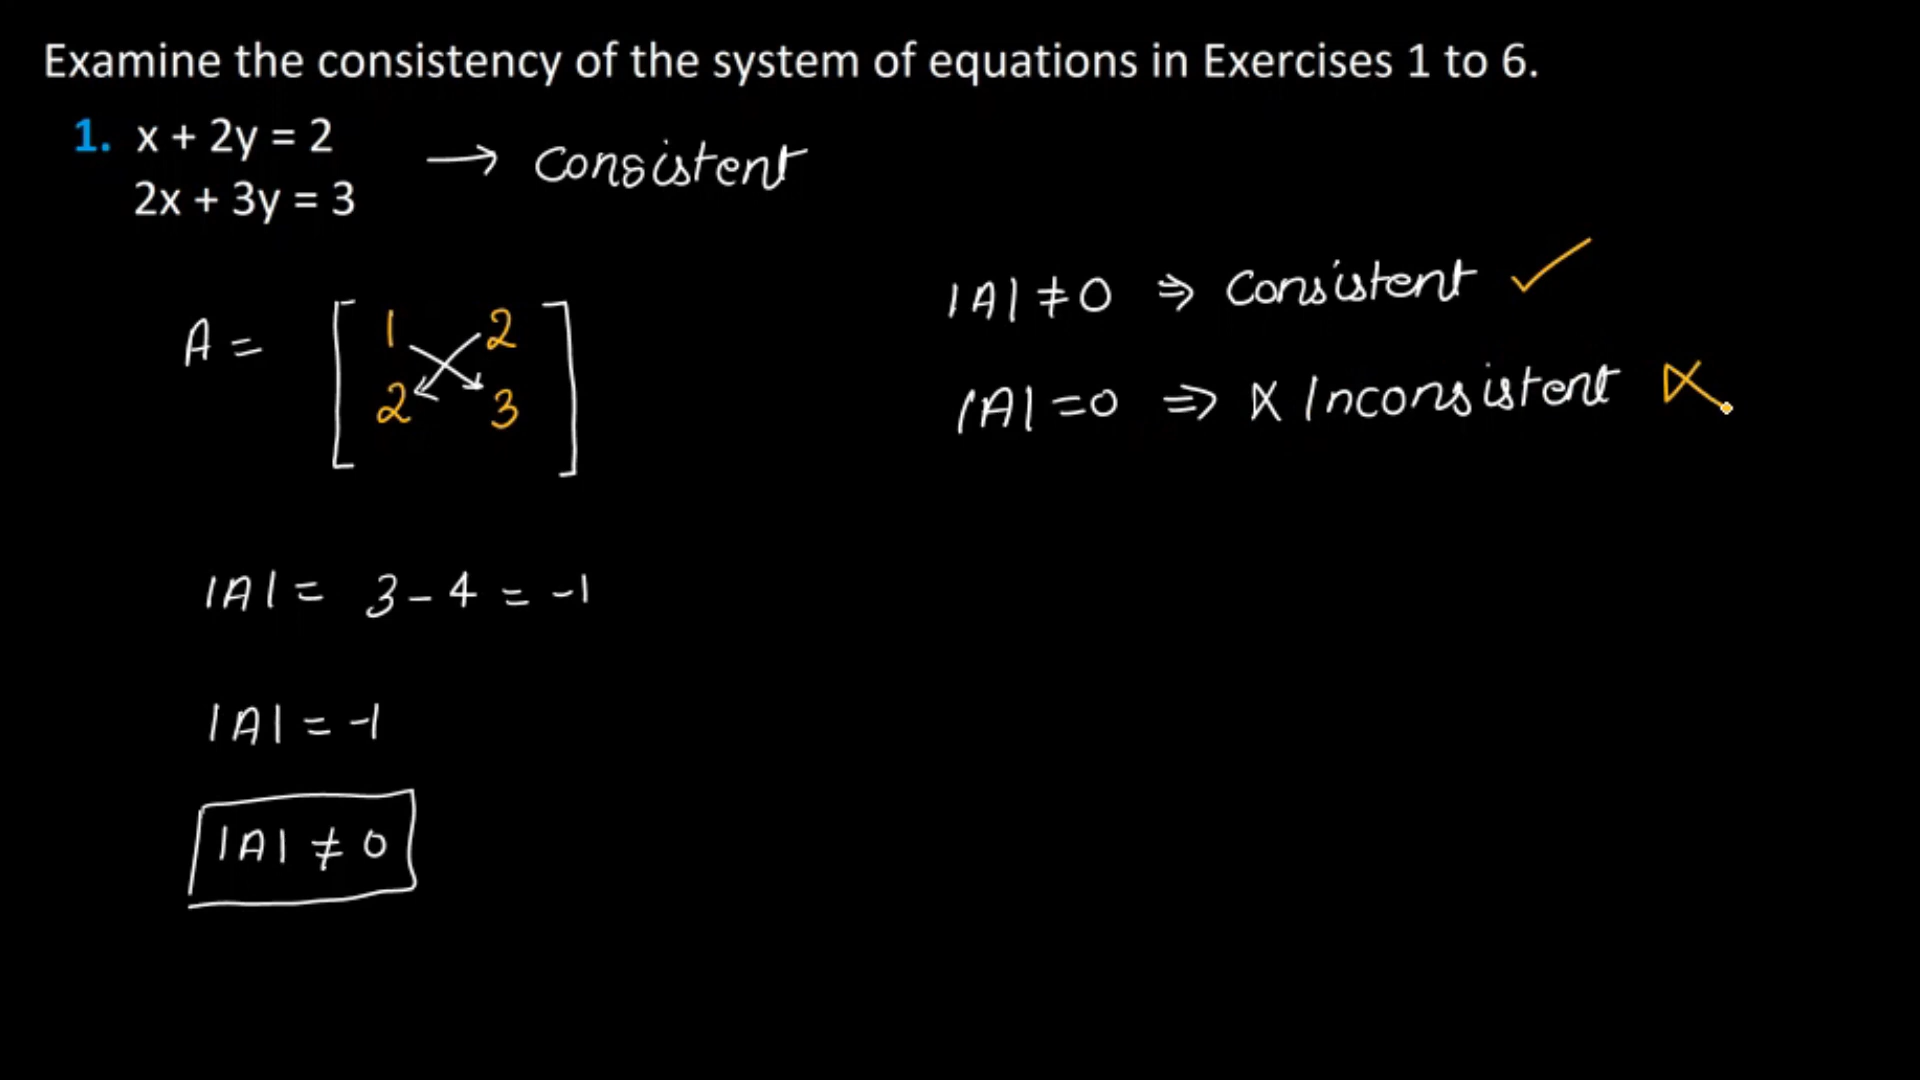 Examine the consistency of the system of equations in Exercises 1 to 6.
1. x + 2y = 2
2x + 3y = 3
→ Consistent
A = [ 1 2
2 3 ]
|A| = 3 - 4 = -1
|A| = -1
|A| ≠ 0
|A| ≠ 0 ⇒ Consistent ✓
|A| = 0 ⇒ X Inconsistent X